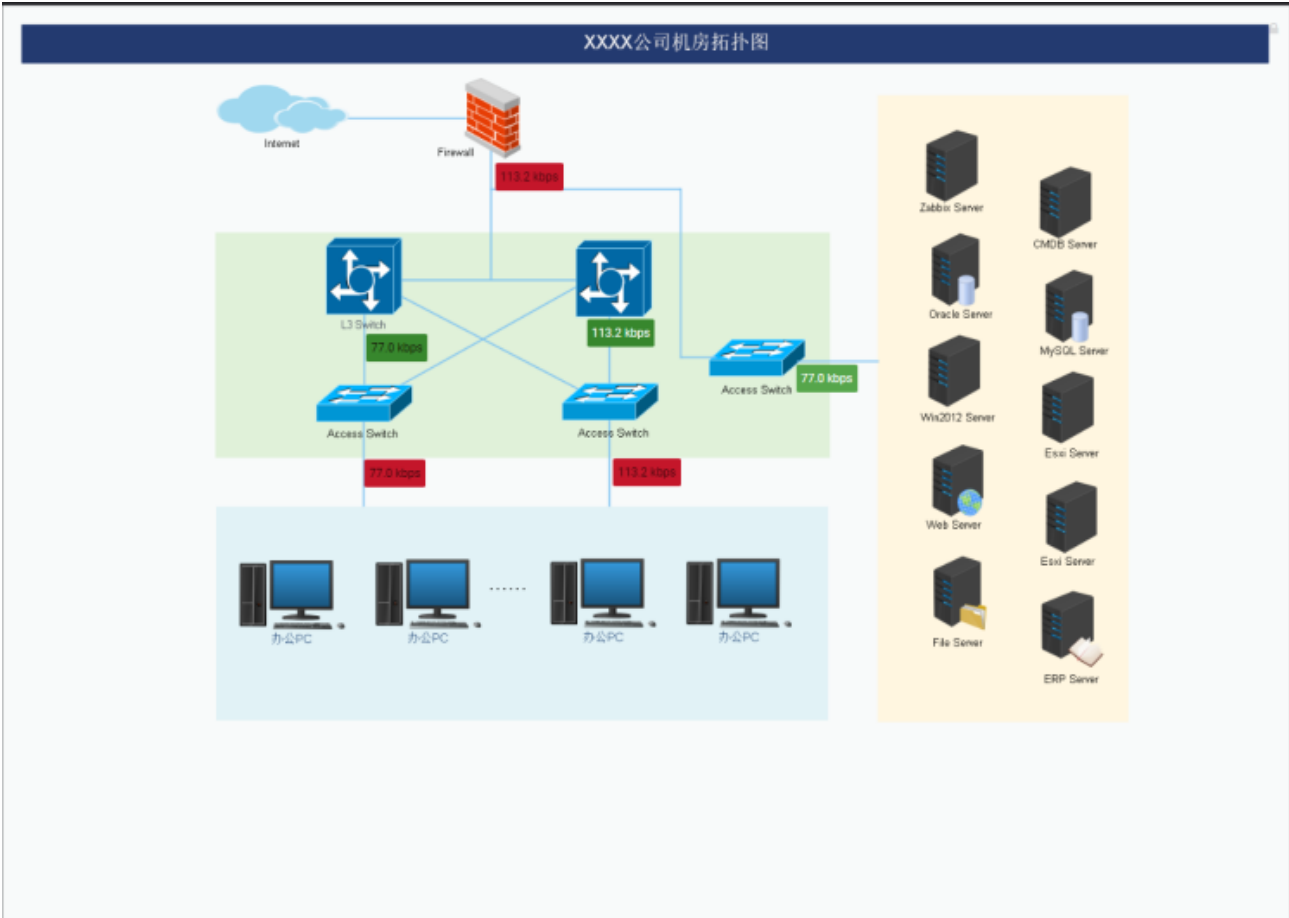 XXXX公司机房拓扑图
Internet
Firewall
113.2 kbps
L3 Switch
77.0 kbps
113.2 kbps
Access Switch
Access Switch
Access Switch
77.0 kbps
77.0 kbps
113.2 kbps
Zabbix Server
CMDB Server
Oracle Server
MySQL Server
Win2012 Server
Esxi Server
Web Server
Esxi Server
File Server
ERP Server
办公PC
办公PC
......
办公PC
办公PC